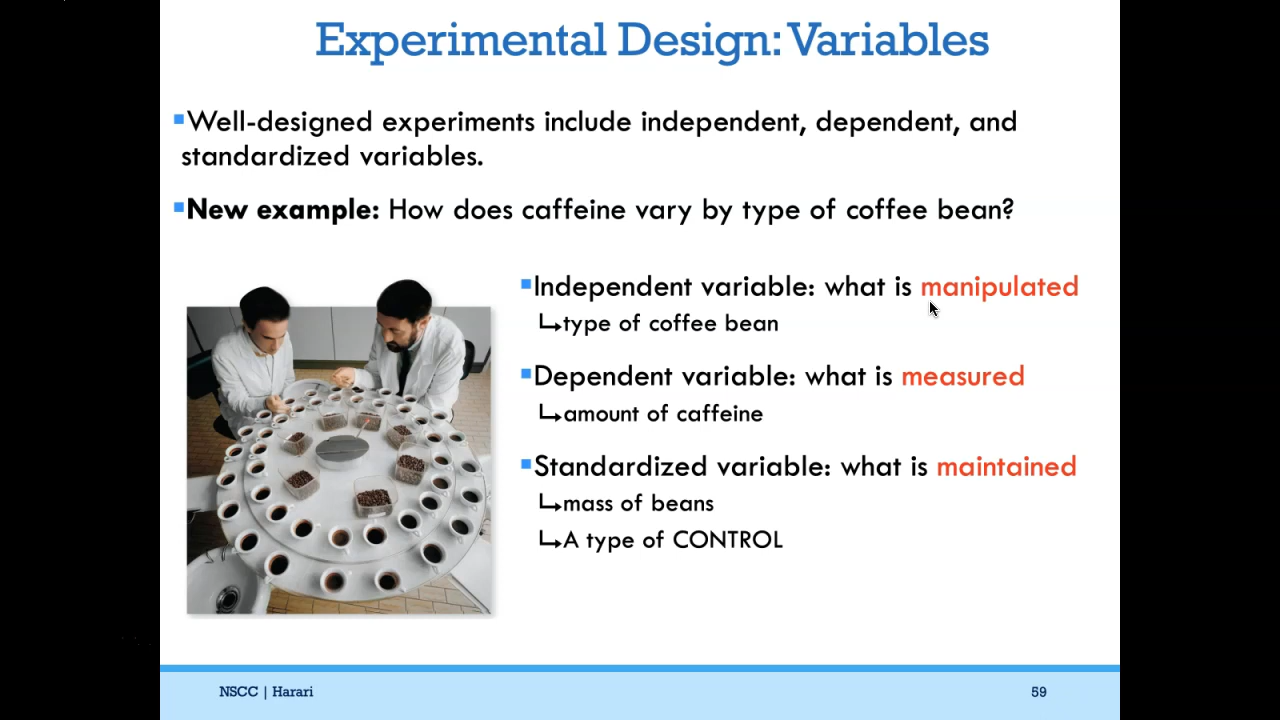 Experimental Design: Variables
▪Well-designed experiments include independent, dependent, and
standardized variables.
▪New example: How does caffeine vary by type of coffee bean?
▪Independent variable: what is manipulated
↳type of coffee bean
▪Dependent variable: what is measured
↳amount of caffeine
▪Standardized variable: what is maintained
↳mass of beans
↳A type of CONTROL
NSCC | Harari
59